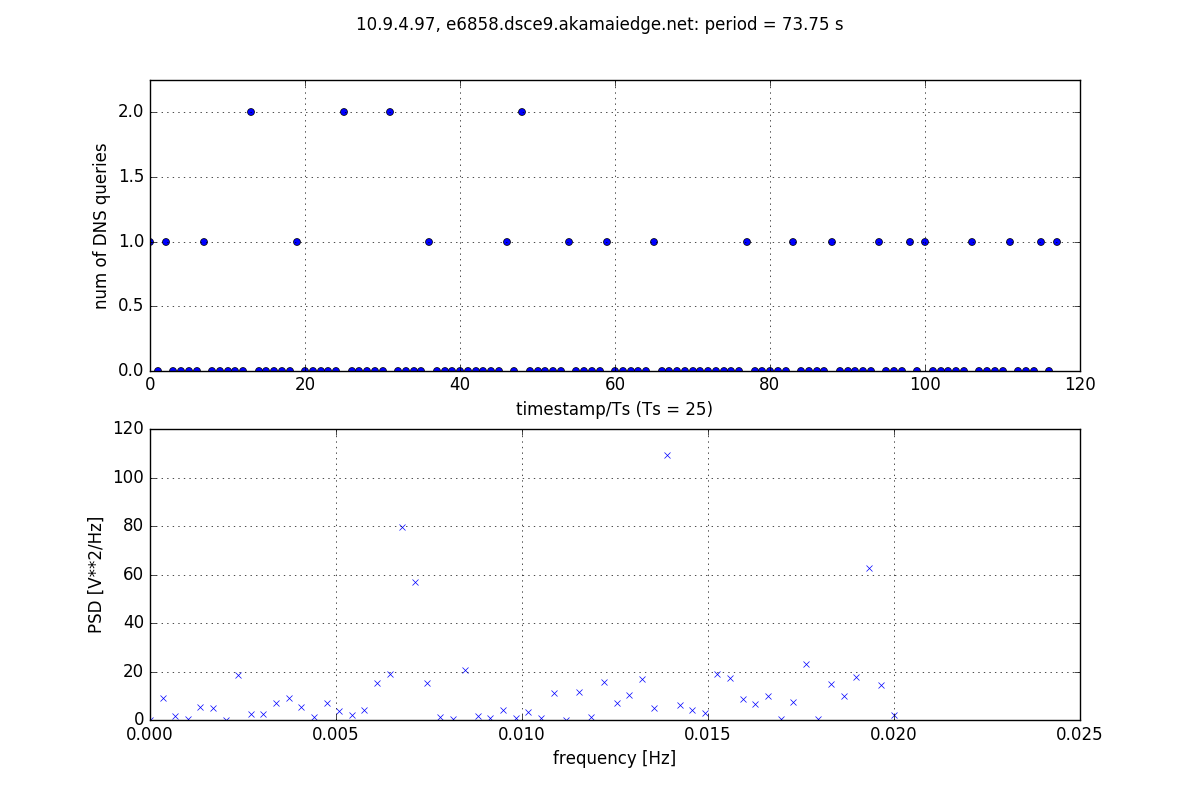 10.9.4.97, e6858.dsce9.akamaiedge.net: period = 73.75 s
2.0
1.5
1.0
0.5
0.0
num of DNS queries
0 20 40 60 80 100 120
timestamp/Ts (Ts = 25)
120
100
80
60
40
20
0
PSD [V**2/Hz]
0.000 0.005 0.010 0.015 0.020 0.025
frequency [Hz]